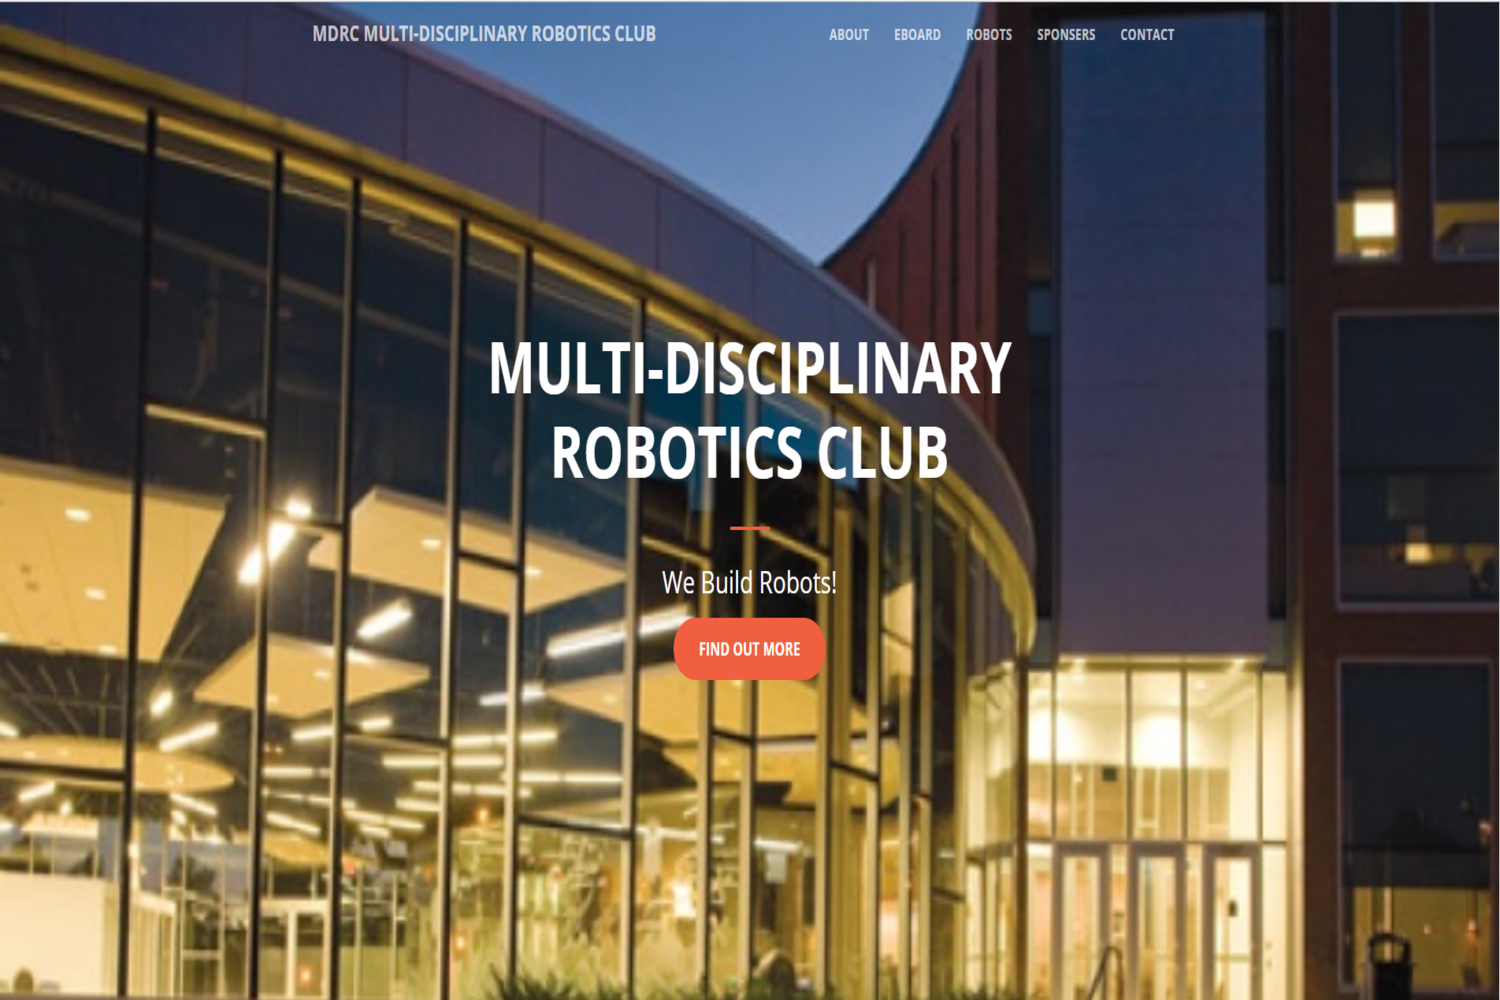 MDRC MULTI-DISCIPLINARY ROBOTICS CLUB
ABOUT EBOARD ROBOTS SPONSERS CONTACT
MULTI-DISCIPLINARY
ROBOTICS CLUB
We Build Robots!
FIND OUT MORE